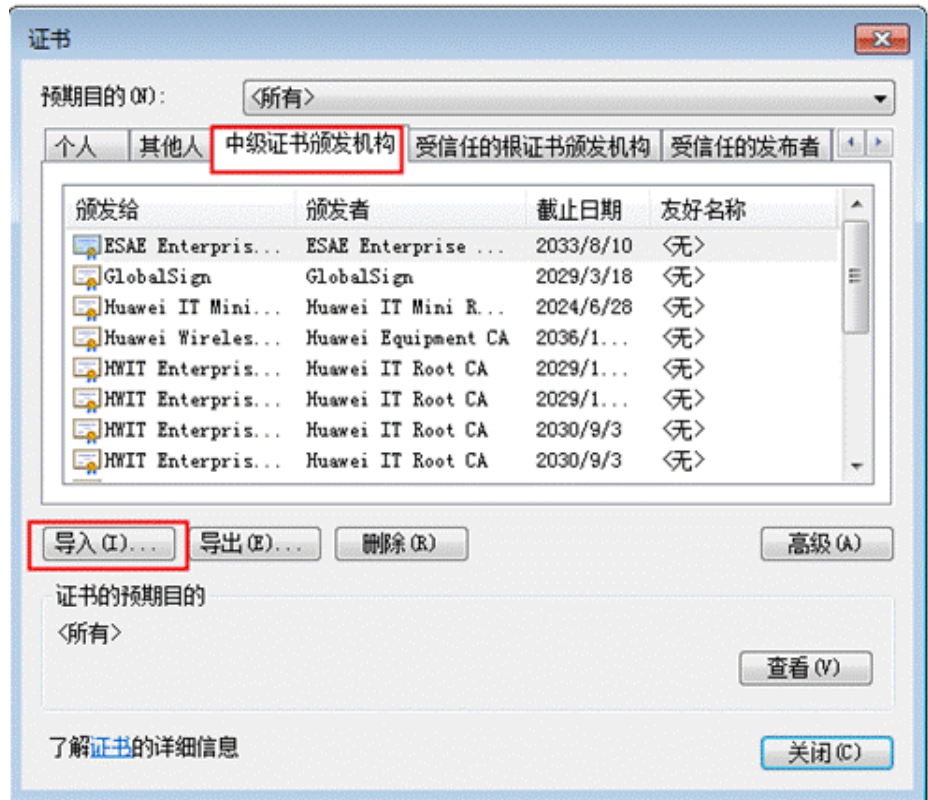 证书
预期目的(N): <所有>
个人 其他人 中级证书颁发机构 受信任的根证书颁发机构 受信任的发布者
颁发给 颁发者 截止日期 友好名称
ESAE Enterpris... ESAE Enterprise ... 2033/8/10 <无>
GlobalSign GlobalSign 2029/3/18 <无>
Huawei IT Mini... Huawei IT Mini R... 2024/6/28 <无>
Huawei Wireles... Huawei Equipment CA 2036/1... <无>
HWIT Enterpris... Huawei IT Root CA 2029/1... <无>
HWIT Enterpris... Huawei IT Root CA 2029/1... <无>
HWIT Enterpris... Huawei IT Root CA 2030/9/3 <无>
HWIT Enterpris... Huawei IT Root CA 2030/9/3 <无>
导入(I)... 导出(E)... 删除(R) 高级(A)
证书的预期目的
<所有>
查看(V)
了解证书的详细信息
关闭(C)